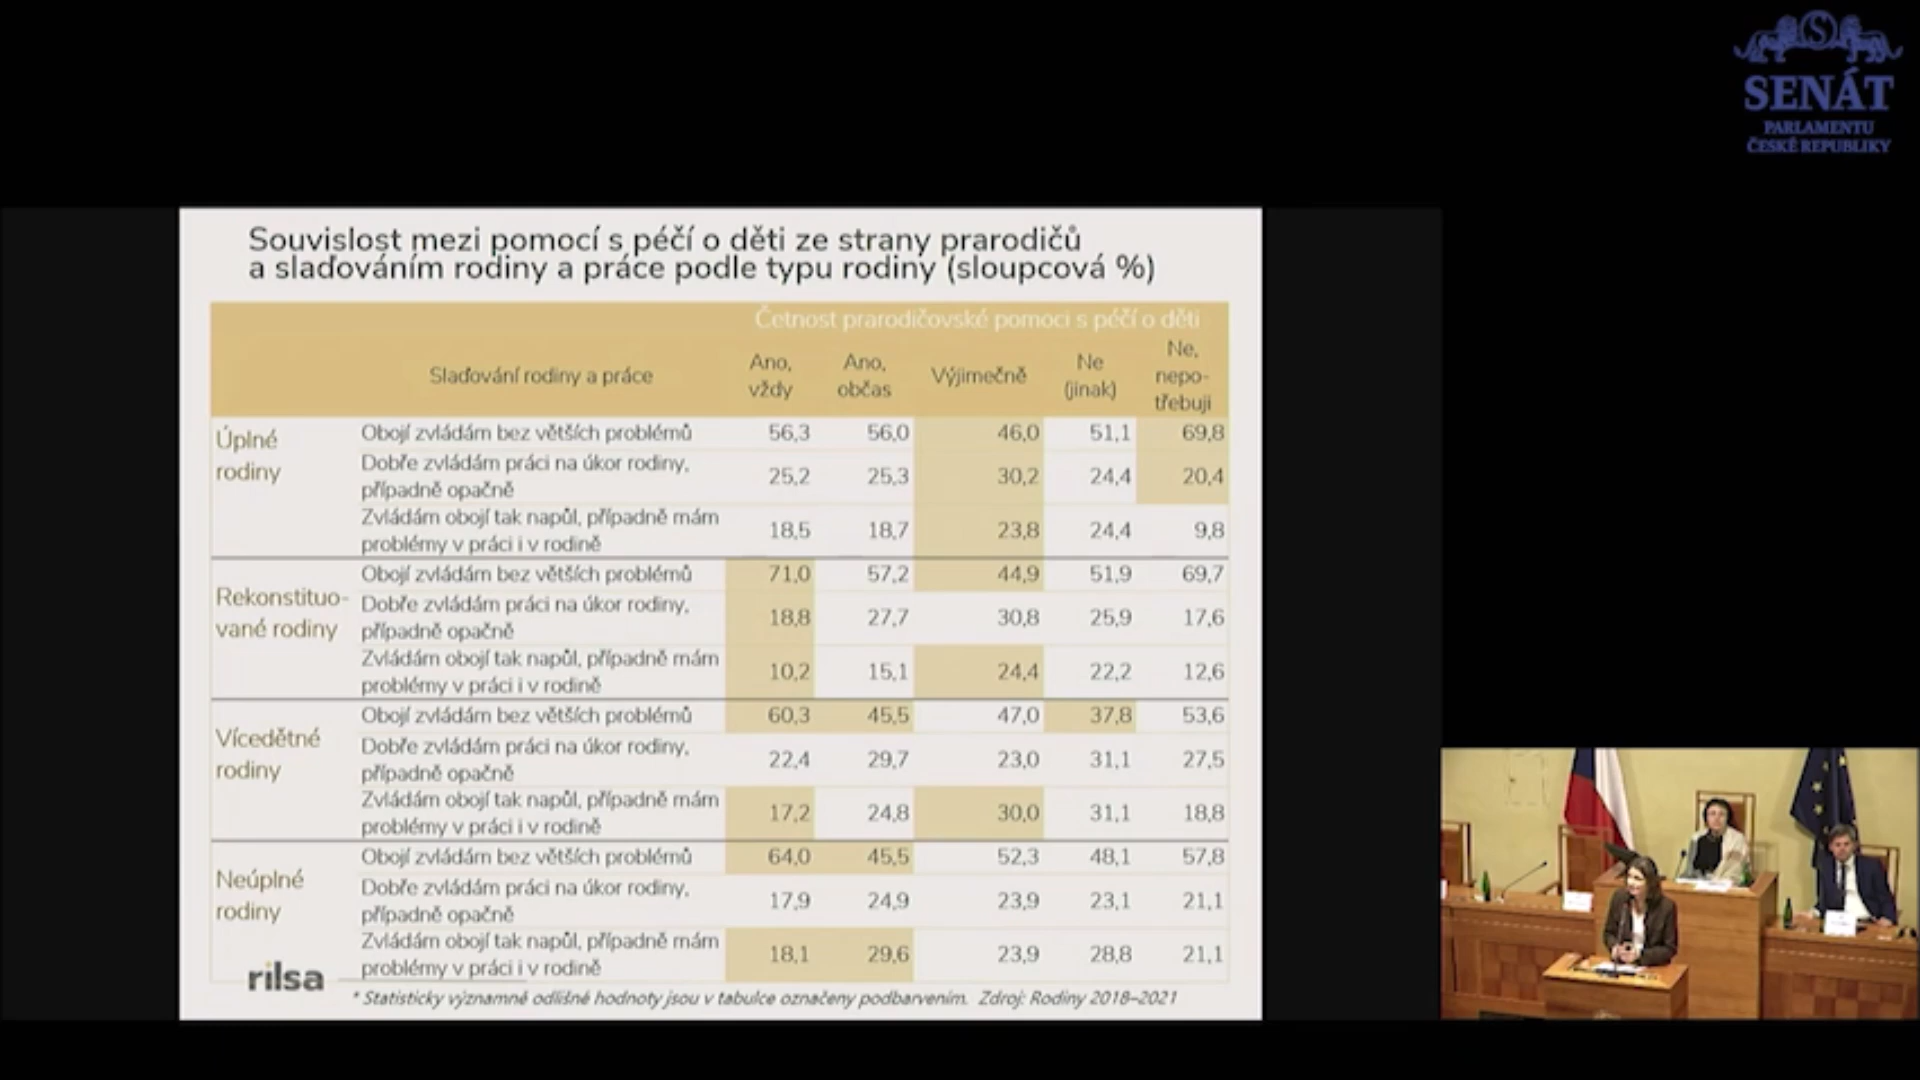 SENÁT
PARLAMENTU
ČESKÉ REPUBLIKY
Souvislost mezi pomocí s péčí o děti ze strany prarodičů
a slaďováním rodiny a práce podle typu rodiny (sloupcová %)
Četnost prarodičovské pomoci s péčí o děti
Slaďování rodiny a práce
Ano,
vždy
Ano,
občas
Výjimečně
Ne
(jinak)
Ne,
nepo-
třebuji
Úplné
rodiny
Obojí zvládám bez větších problémů 56,3 56,0 46,0 51,1 69,8
Dobře zvládám práci na úkor rodiny,
případně opačně 25,2 25,3 30,2 24,4 20,4
Zvládám obojí tak napůl, případně mám
problémy v práci i v rodině 18,5 18,7 23,8 24,4 9,8
Rekonstituo-
vané rodiny
Obojí zvládám bez větších problémů 71,0 57,2 44,9 51,9 69,7
Dobře zvládám práci na úkor rodiny,
případně opačně 18,8 27,7 30,8 25,9 17,6
Zvládám obojí tak napůl, případně mám
problémy v práci i v rodině 10,2 15,1 24,4 22,2 12,6
Vícedětné
rodiny
Obojí zvládám bez větších problémů 60,3 45,5 47,0 37,8 53,6
Dobře zvládám práci na úkor rodiny,
případně opačně 22,4 29,7 23,0 31,1 27,5
Zvládám obojí tak napůl, případně mám
problémy v práci i v rodině 17,2 24,8 30,0 31,1 18,8
Neúplné
rodiny
Obojí zvládám bez větších problémů 64,0 45,5 52,3 48,1 57,8
Dobře zvládám práci na úkor rodiny,
případně opačně 17,9 24,9 23,9 23,1 21,1
Zvládám obojí tak napůl, případně mám
problémy v práci i v rodině 18,1 29,6 23,9 28,8 21,1
rilsa
* Statisticky významně odlišné hodnoty jsou v tabulce označeny podbarvením. Zdroj: Rodiny 2018–2021